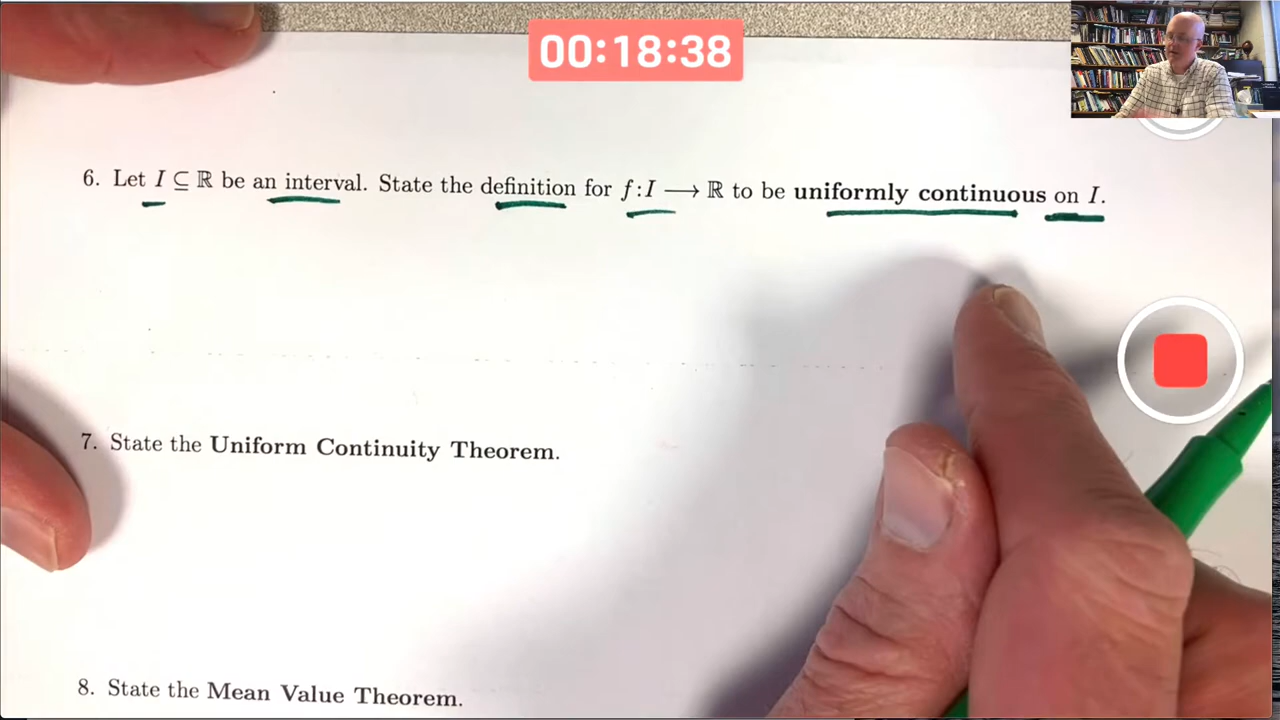 00:18:38
6. Let I ⊆ ℝ be an interval. State the definition for f : I ⟶ ℝ to be uniformly continuous on I.
7. State the Uniform Continuity Theorem.
8. State the Mean Value Theorem.